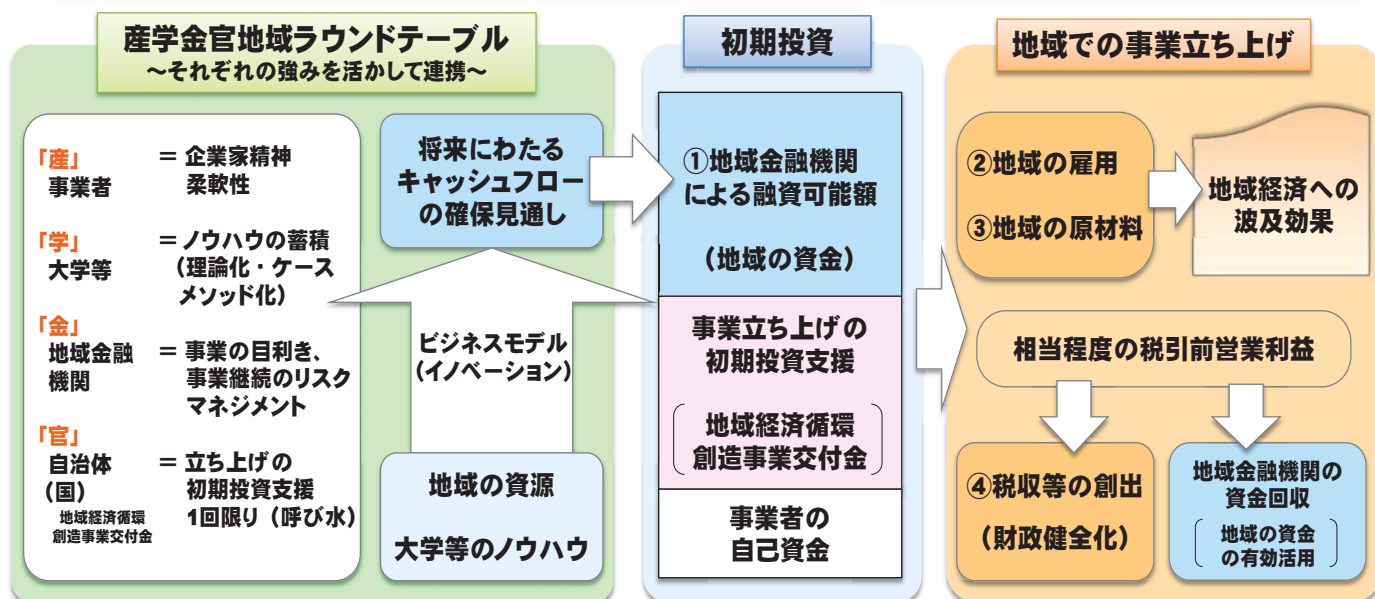 産学金官地域ラウンドテーブル
～それぞれの強みを活かして連携～
「産」
事業者
＝ 企業家精神
柔軟性
「学」
大学等
＝ノウハウの蓄積
（理論化・ケース
メソッド化）
「金」
地域金融
機関
＝ 事業の目利き、
事業継続のリスク
マネジメント
「官」
自治体
（国）
地域経済循環
創造事業交付金
＝ 立ち上げの
初期投資支援
1回限り（呼び水）
将来にわたる
キャッシュフロー
の確保見通し
ビジネスモデル
（イノベーション）
地域の資源
大学等のノウハウ
初期投資
①地域金融機関
による融資可能額
（地域の資金）
事業立ち上げの
初期投資支援
地域経済循環
創造事業交付金
事業者の
自己資金
地域での事業立ち上げ
②地域の雇用
③地域の原材料
地域経済への
波及効果
相当程度の税引前営業利益
④税収等の創出
（財政健全化）
地域金融機関の
資金回収
地域の資金
の有効活用